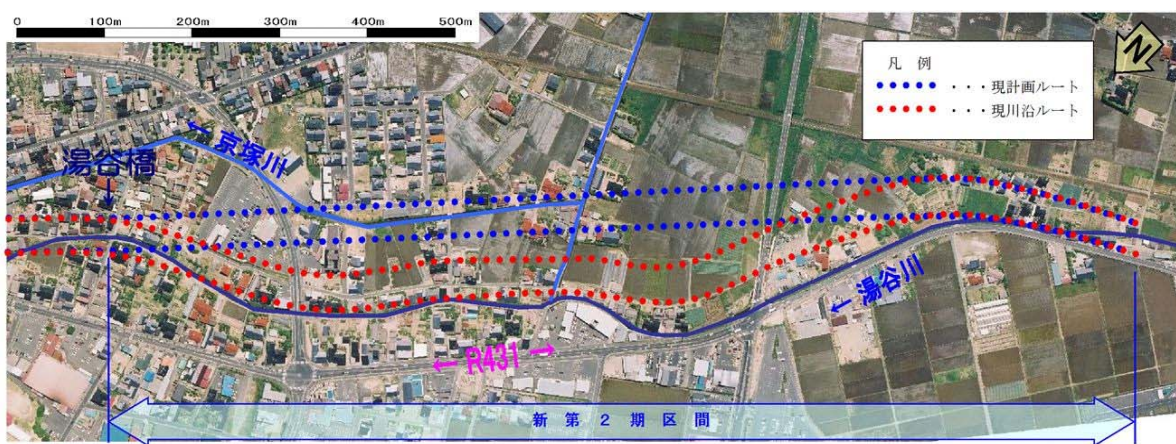 0 100m 200m 300m 400m 500m
N
凡 例
・・・現計画ルート
・・・現川沿ルート
← 京塚川
湯谷橋
← 湯谷川
← R431 →
新 第 2 期 区 間